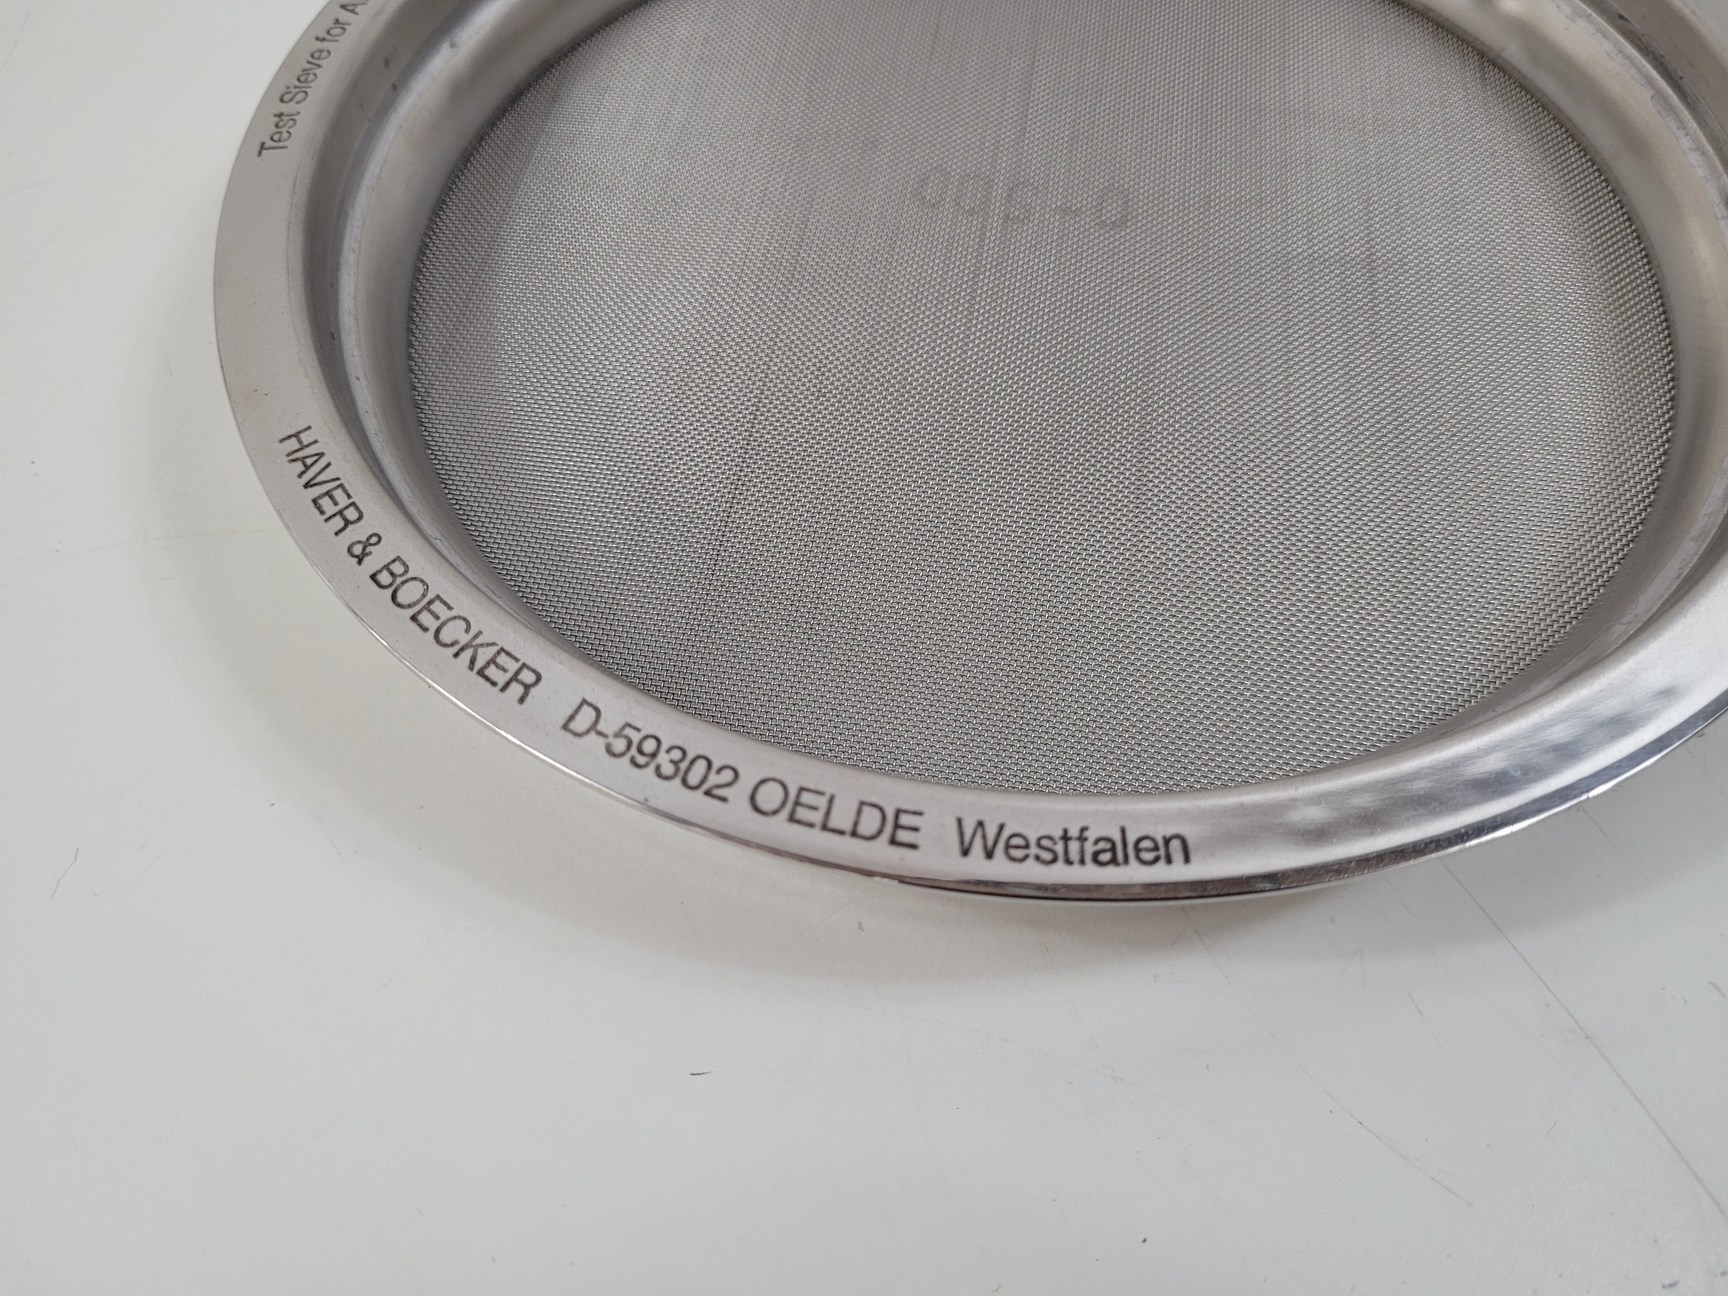 Test Sieve for
HAVER & BOECKER D-59302 OELDE Westfalen